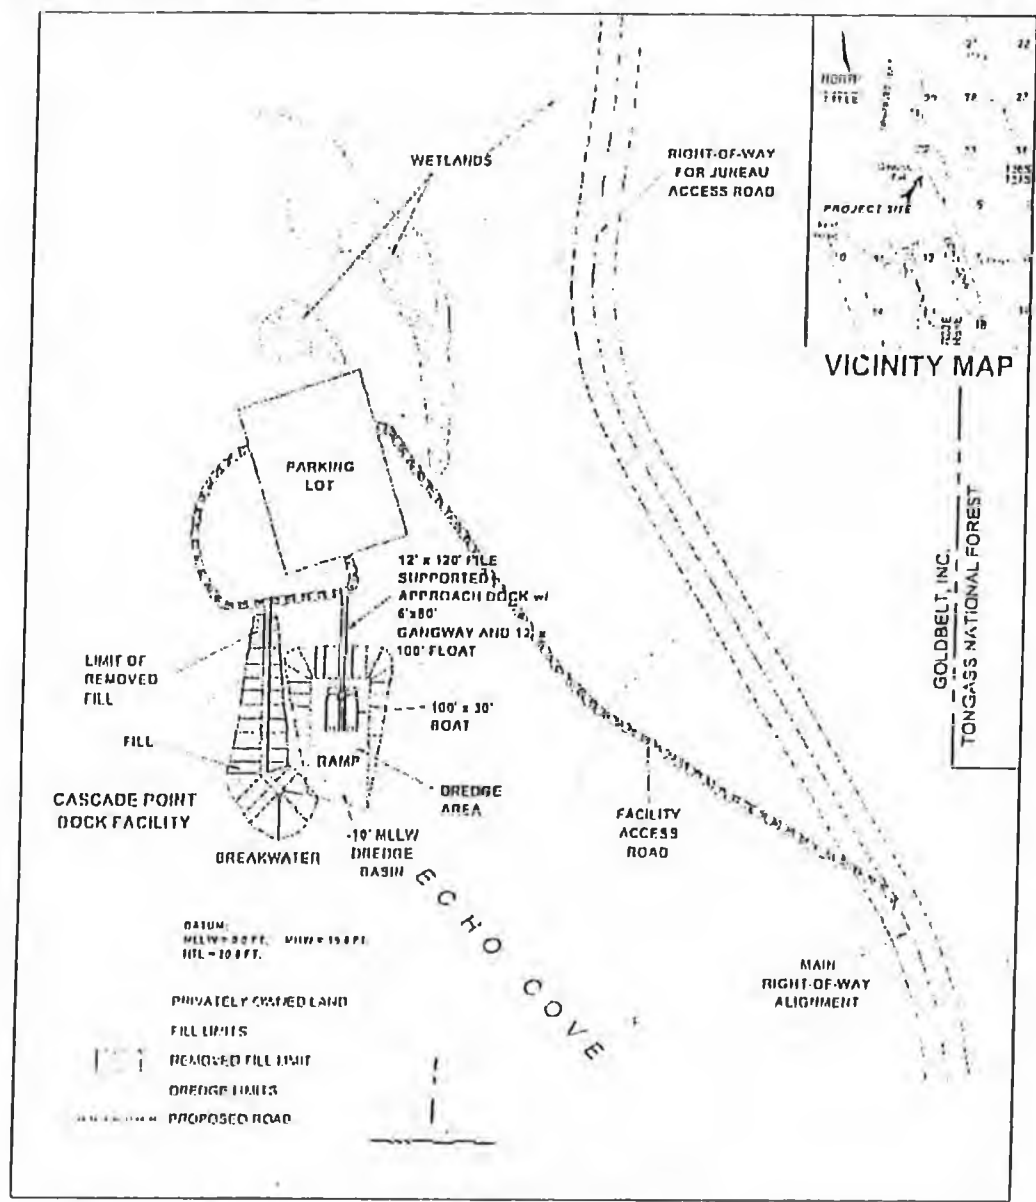 WETLANDS
RIGHT-OF-WAY
FOR JUNEAU
ACCESS ROAD
PROJECT SITE
VICINITY MAP
PARKING
LOT
12' x 120' PILE
SUPPORTED
APPROACH DOCK w/
6'x80'
GANGWAY AND 12' x
100' FLOAT
LIMIT OF
REMOVED
FILL
100' x 30'
BOAT
FILL
RAMP
DREDGE
AREA
CASCADE POINT
DOCK FACILITY
BREAKWATER
-10' MLLW
DREDGE
BASIN
FACILITY
ACCESS
ROAD
GOLDBELT, INC.
TONGASS NATIONAL FOREST
ECHO COVE
MAIN
RIGHT-OF-WAY
ALIGNMENT
DATUM:
PRIVATELY OWNED LAND
FILL LIMITS
REMOVED FILL LIMIT
DREDGE LIMITS
PROPOSED ROAD